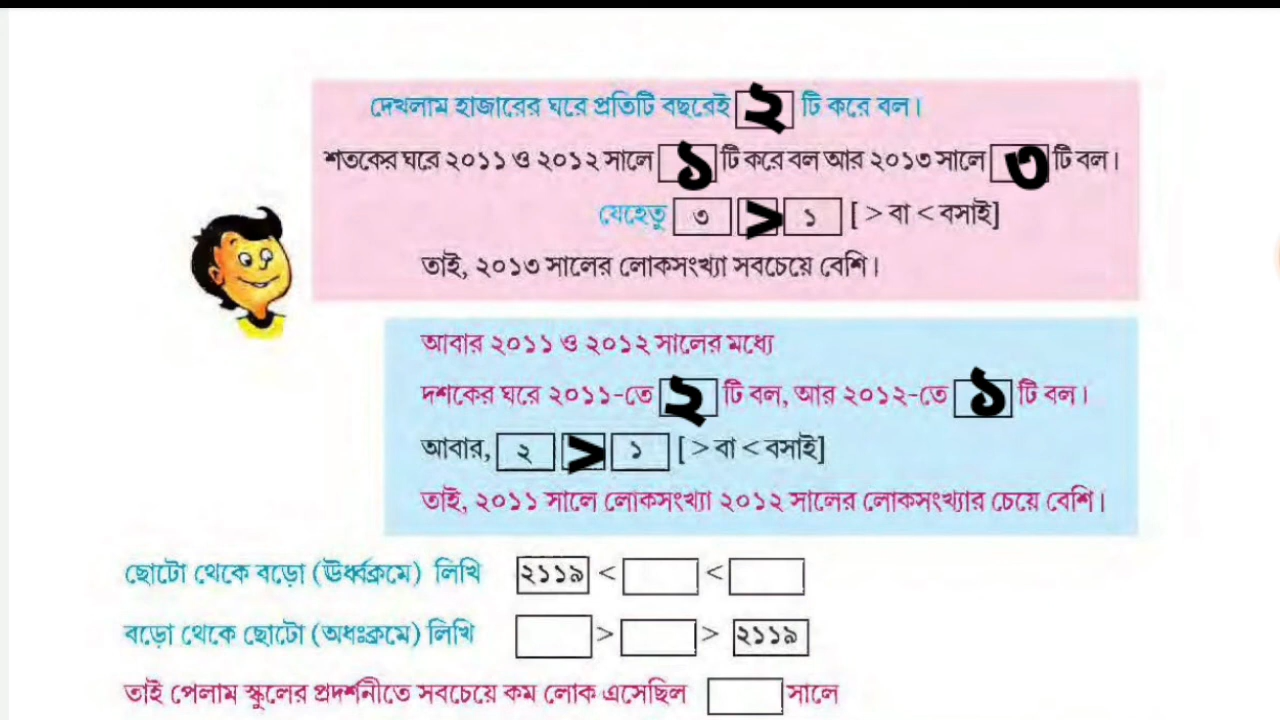 দেখলাম হাজারের ঘরে প্রতিটি বছরেই ২ টি করে বল।
শতকের ঘরে ২০১১ ও ২০১২ সালে ১ টি করে বল আর ২০১৩ সালে ৩ টি বল।
যেহেতু ৩ > ১ [ > বা < বসাই]
তাই, ২০১৩ সালের লোকসংখ্যা সবচেয়ে বেশি।
আবার ২০১১ ও ২০১২ সালের মধ্যে
দশকের ঘরে ২০১১-তে ২ টি বল, আর ২০১২-তে ১ টি বল।
আবার, ২ > ১ [ > বা < বসাই]
তাই, ২০১১ সালে লোকসংখ্যা ২০১২ সালের লোকসংখ্যার চেয়ে বেশি।
ছোটো থেকে বড়ো (ঊর্ধ্বক্রমে) লিখি ২১১৯ < <
বড়ো থেকে ছোটো (অধঃক্রমে) লিখি > > ২১১৯
তাই পেলাম স্কুলের প্রদর্শনীতে সবচেয়ে কম লোক এসেছিল সালে